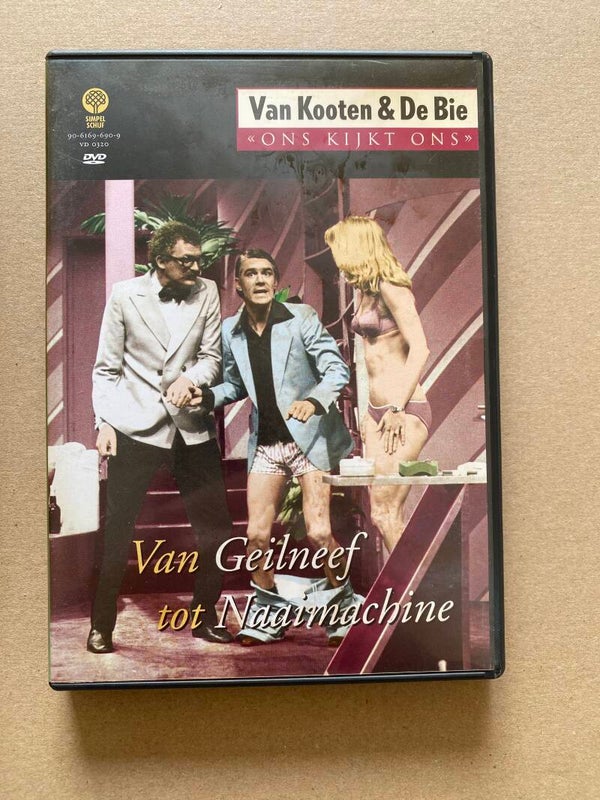 SIMPEL
SCHIJF
90-6169-690-9
VD 0320
DVD
Van Kooten & De Bie
«ONS KIJKT ONS»
Van Geilneef
tot Naaimachine